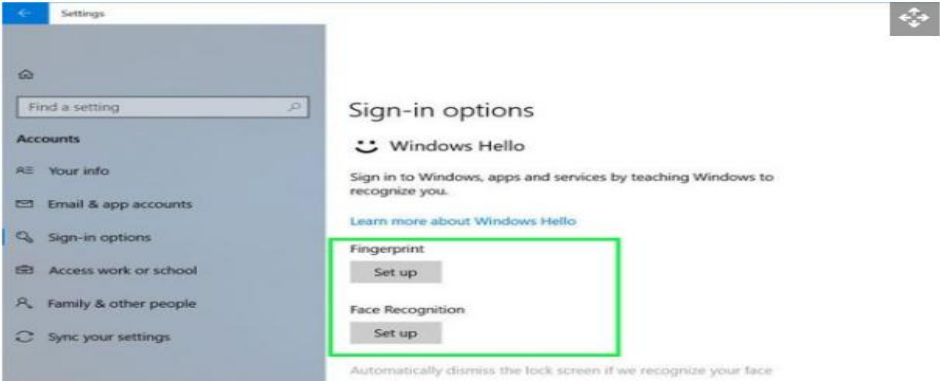 Settings
Find a setting
Accounts
Your info
Email & app accounts
Sign-in options
Access work or school
Family & other people
Sync your settings
Sign-in options
Windows Hello
Sign in to Windows, apps and services by teaching Windows to
recognize you.
Learn more about Windows Hello
Fingerprint
Set up
Face Recognition
Set up
Automatically dismiss the lock screen if we recognize your face